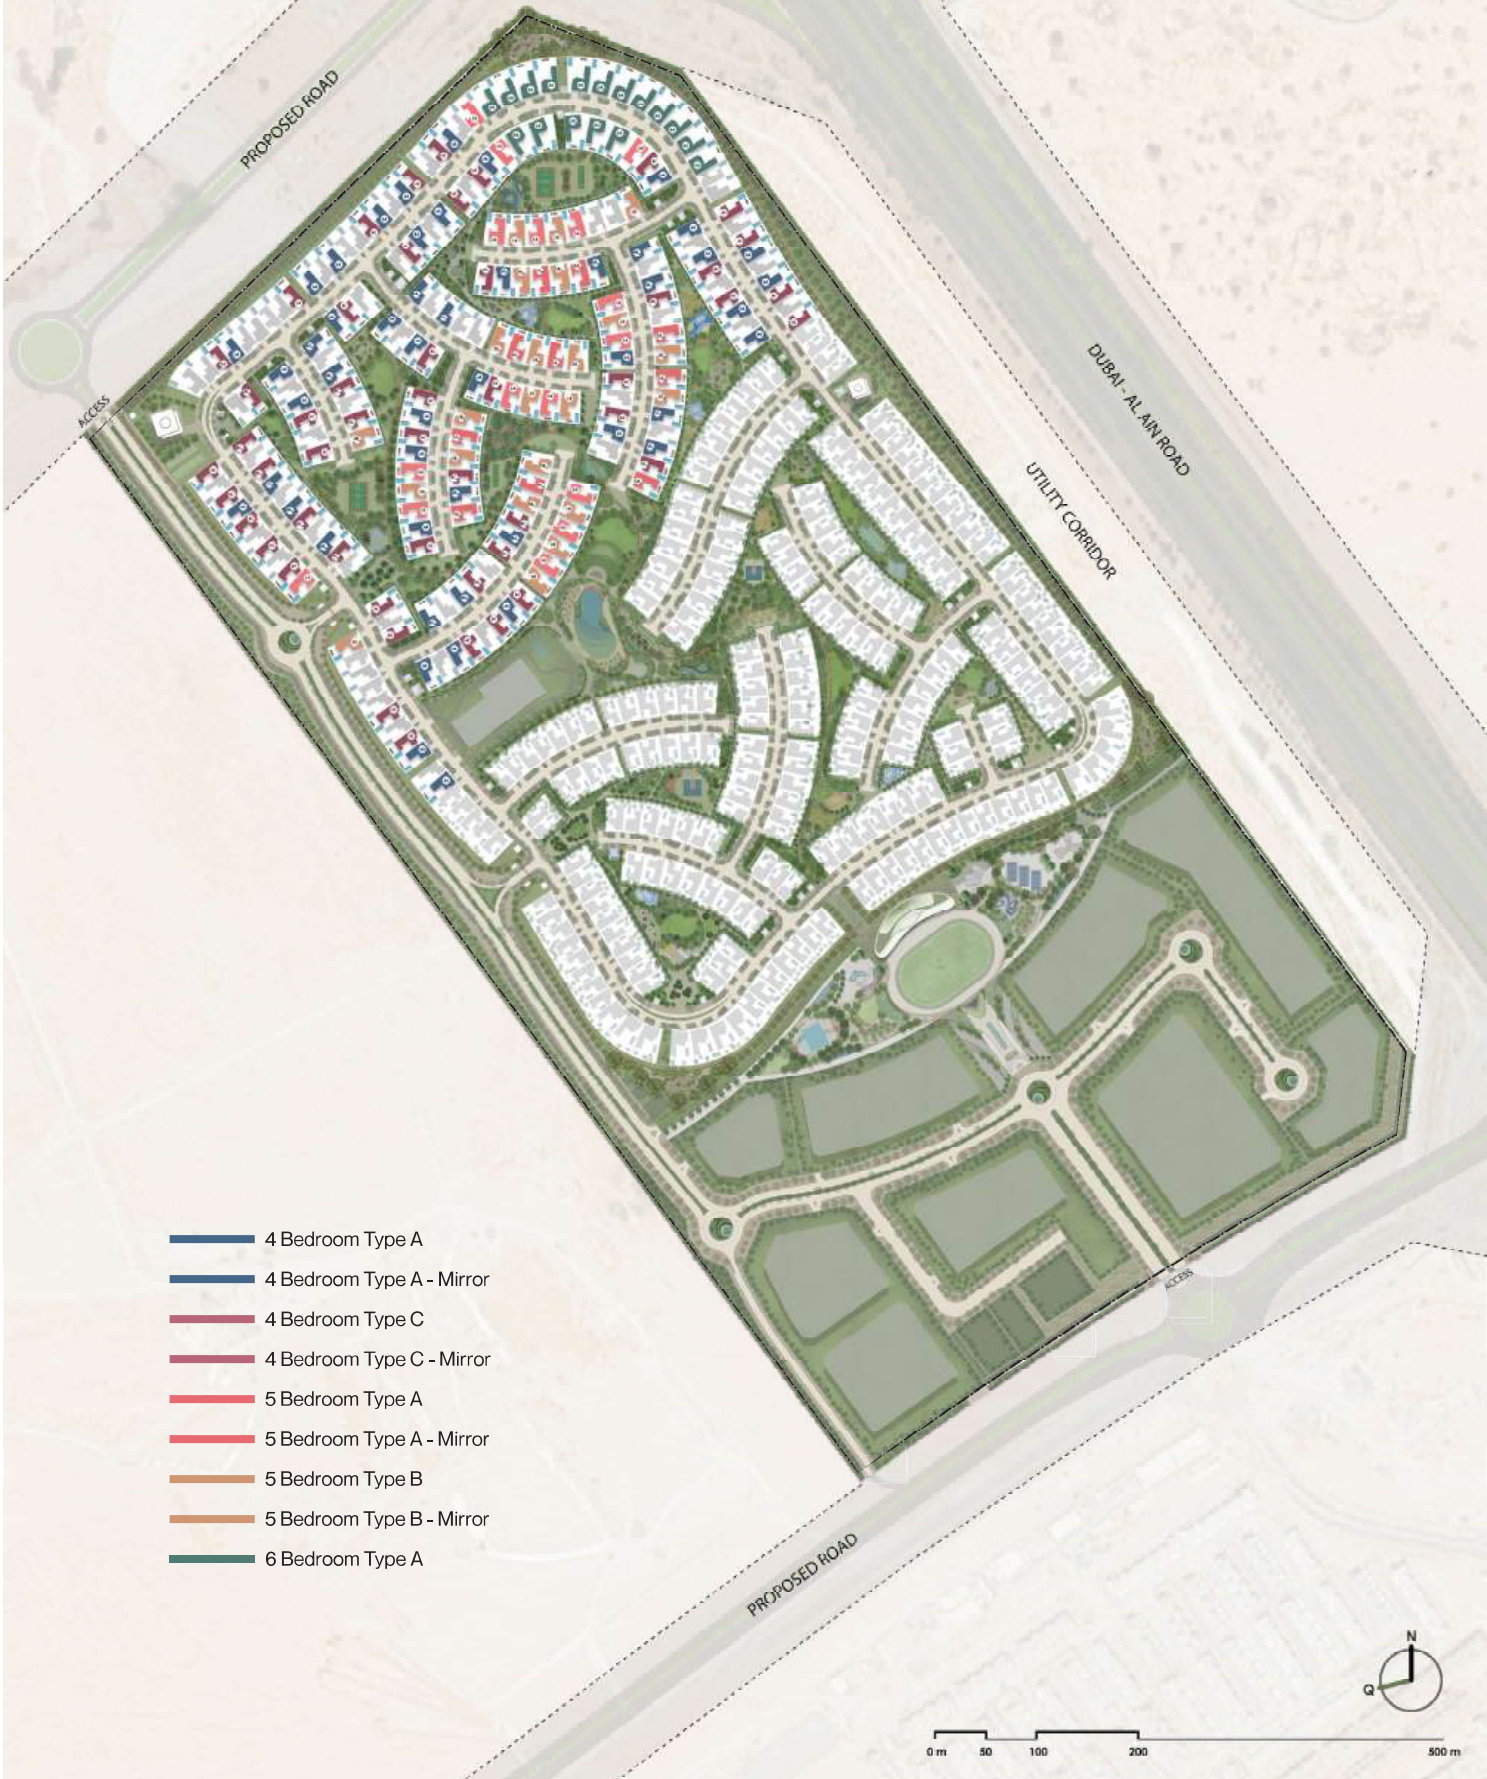 PROPOSED ROAD
ACCESS
DUBAI - AL AIN ROAD
UTILITY CORRIDOR
4 Bedroom Type A
4 Bedroom Type A - Mirror
4 Bedroom Type C
4 Bedroom Type C - Mirror
5 Bedroom Type A
5 Bedroom Type A - Mirror
5 Bedroom Type B
5 Bedroom Type B - Mirror
6 Bedroom Type A
ACCESS
PROPOSED ROAD
N
Q
0 m 50 100 200 500 m